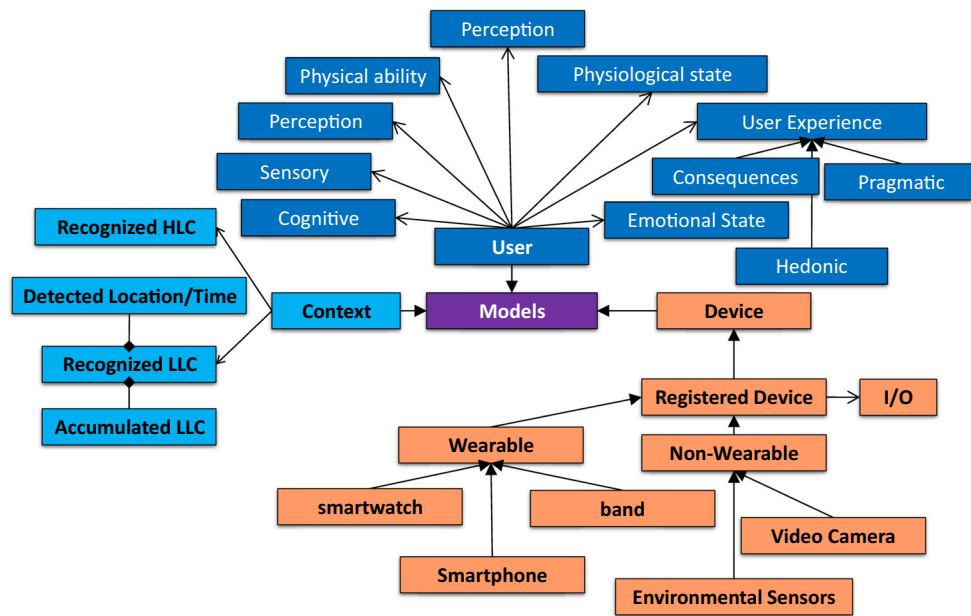 Perception
Physical ability
Physiological state
Perception
User Experience
Sensory
Consequences
Pragmatic
Cognitive
Emotional State
Recognized HLC
User
Hedonic
Detected Location/Time
Context
Models
Device
Recognized LLC
Registered Device
I/O
Accumulated LLC
Wearable
Non-Wearable
smartwatch
band
Video Camera
Smartphone
Environmental Sensors